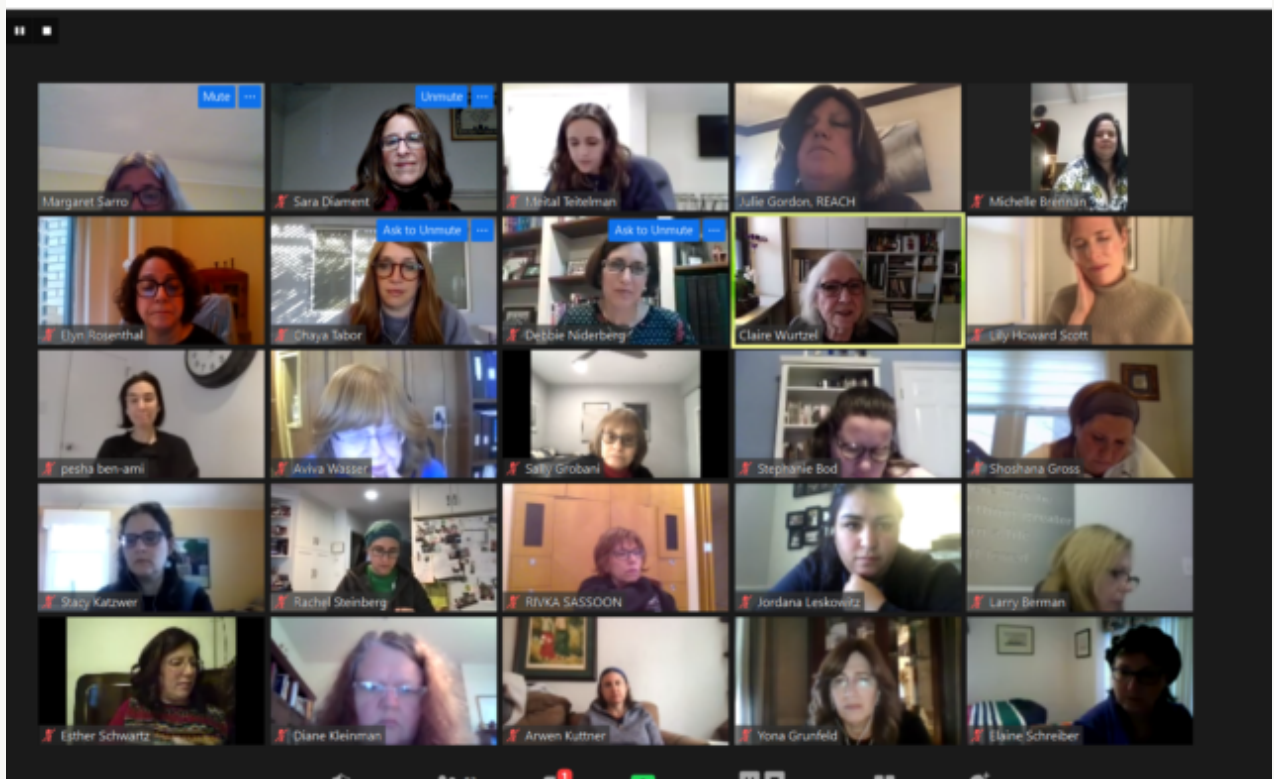 Mute
Margaret Sarro
Unmute
Sara Diament
Meital Teitelman
Julie Gordon, REACH
Michelle Brennan
Elyn Rosenthal
Ask to Unmute
Chaya Tabor
Ask to Unmute
Debbie Niderberg
Claire Wurtzel
Lily Howard Scott
pesha ben-ami
Aviva Wasser
Sally Grobani
Stephanie Bod
Shoshana Gross
Stacy Katzwer
Rachel Steinberg
RIVKA SASSOON
Jordana Leskowitz
Larry Berman
Esther Schwartz
Diane Kleinman
Arwen Kuttner
Yona Grunfeld
Elaine Schreiber
1